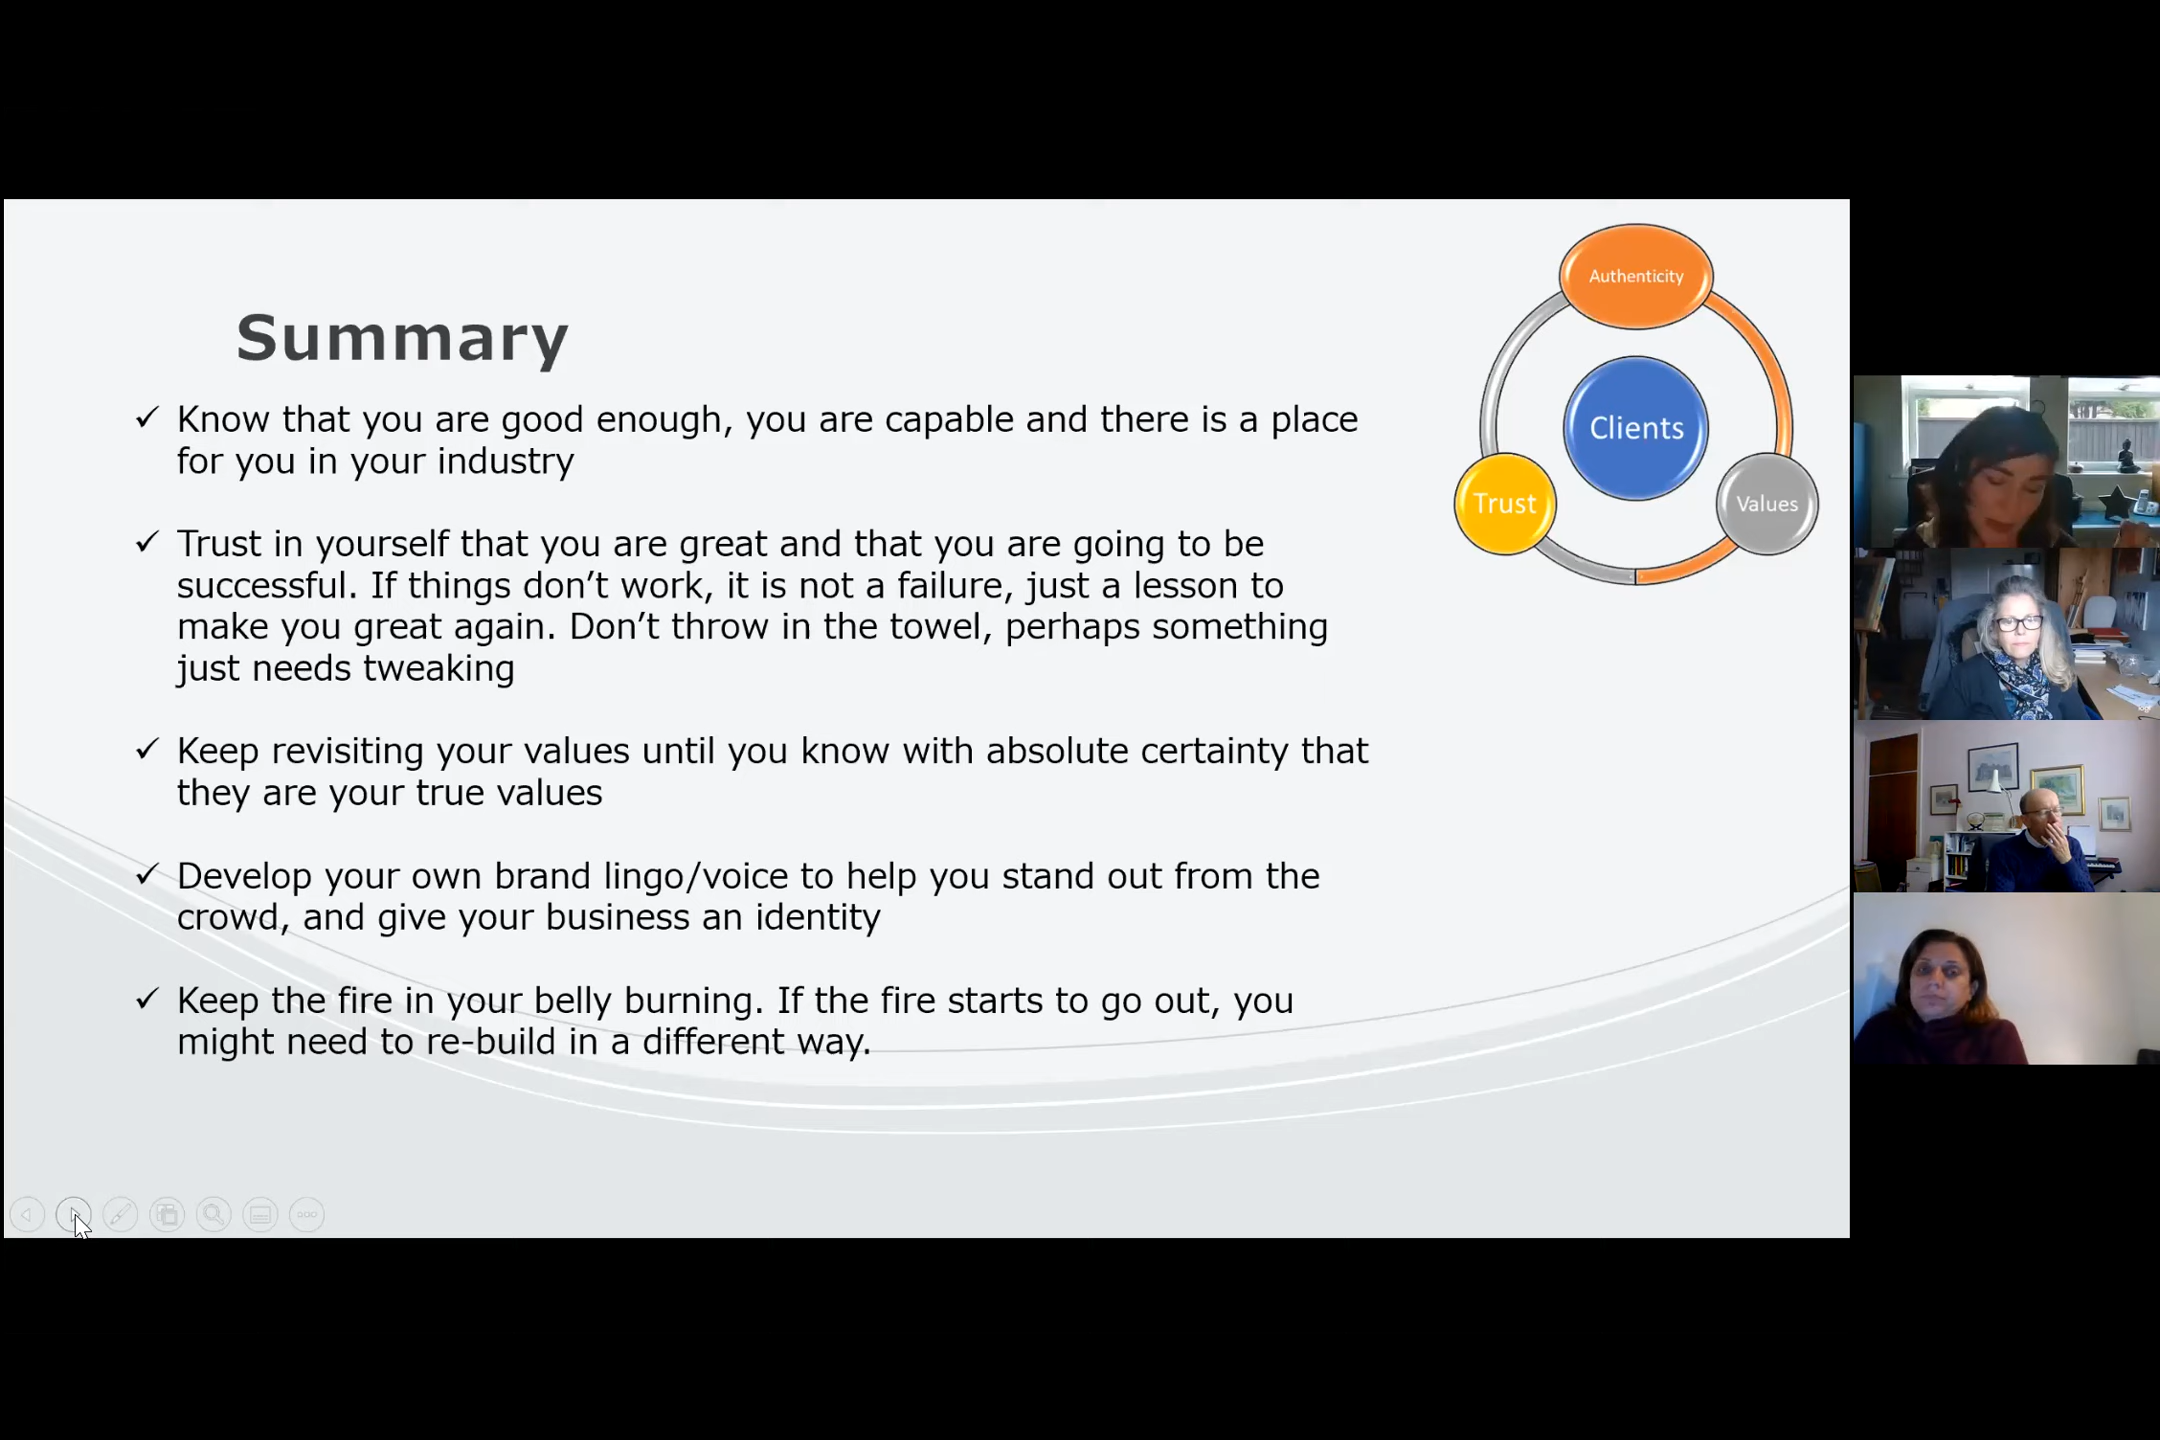 Summary
✓ Know that you are good enough, you are capable and there is a place
for you in your industry
✓ Trust in yourself that you are great and that you are going to be
successful. If things don’t work, it is not a failure, just a lesson to
make you great again. Don’t throw in the towel, perhaps something
just needs tweaking
✓ Keep revisiting your values until you know with absolute certainty that
they are your true values
✓ Develop your own brand lingo/voice to help you stand out from the
crowd, and give your business an identity
✓ Keep the fire in your belly burning. If the fire starts to go out, you
might need to re-build in a different way.
Authenticity
Clients
Trust
Values